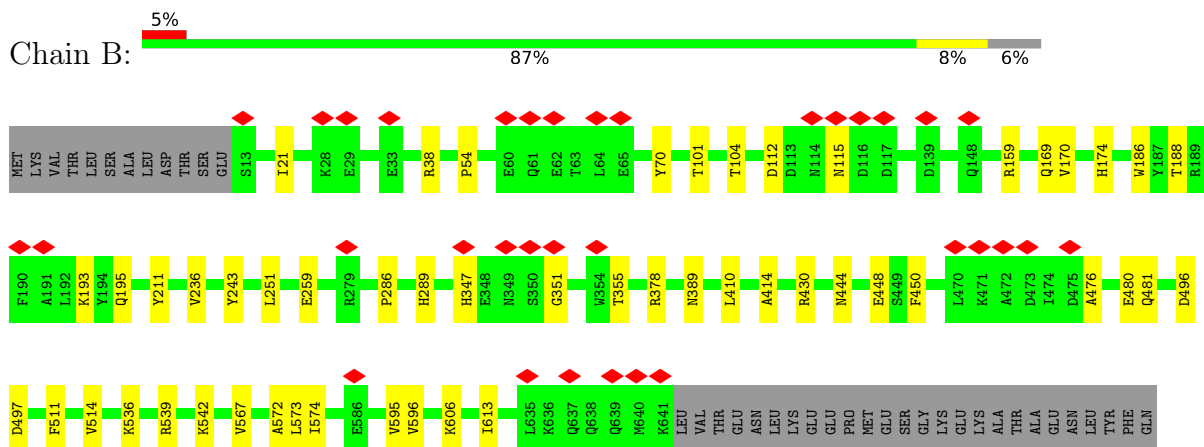 5%
Chain B:
87% 8% 6%
MET LYS VAL THR LEU SER ALA LEU ASP THR SER GLU S13 I21 K28 E29 E33 R38 P54 E60 Q61 E62 T63 L64 E65 Y70 T101 T104 D112 D113 N114 N115 D116 D117 D139 Q148 R159 Q169 V170 H174 W186 Y187 T188 R189
F190 A191 L192 K193 Y194 Q195 Y211 V236 Y243 L251 E259 R279 P286 H289 H347 E348 N349 S350 G351 W354 T355 R378 N389 L410 A414 R430 N444 E448 S449 F450 L470 K471 A472 D473 I474 D475 A476 E480 Q481 D496
D497 F511 V514 K536 R539 K542 V567 A572 L573 I574 E586 V595 V596 K606 I613 L635 K636 Q637 Q638 Q639 M640 K641 LEU VAL THR GLU ASN LEU LYS GLU GLU PRO MET GLU SER GLY LYS GLU LYS ALA THR ALA GLU ASN LEU TYR PHE GLN